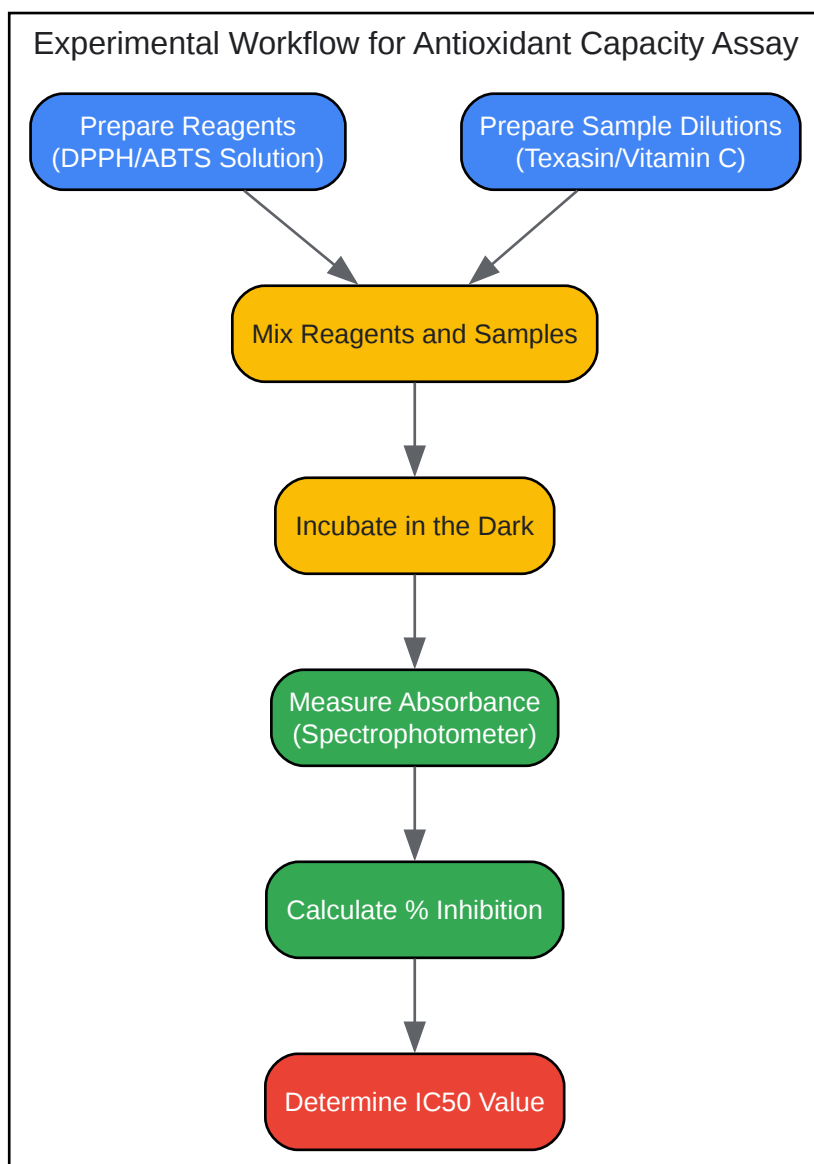 Experimental Workflow for Antioxidant Capacity Assay
Prepare Reagents
(DPPH/ABTS Solution)
Prepare Sample Dilutions
(Texasin/Vitamin C)
Mix Reagents and Samples
Incubate in the Dark
Measure Absorbance
(Spectrophotometer)
Calculate % Inhibition
Determine IC50 Value